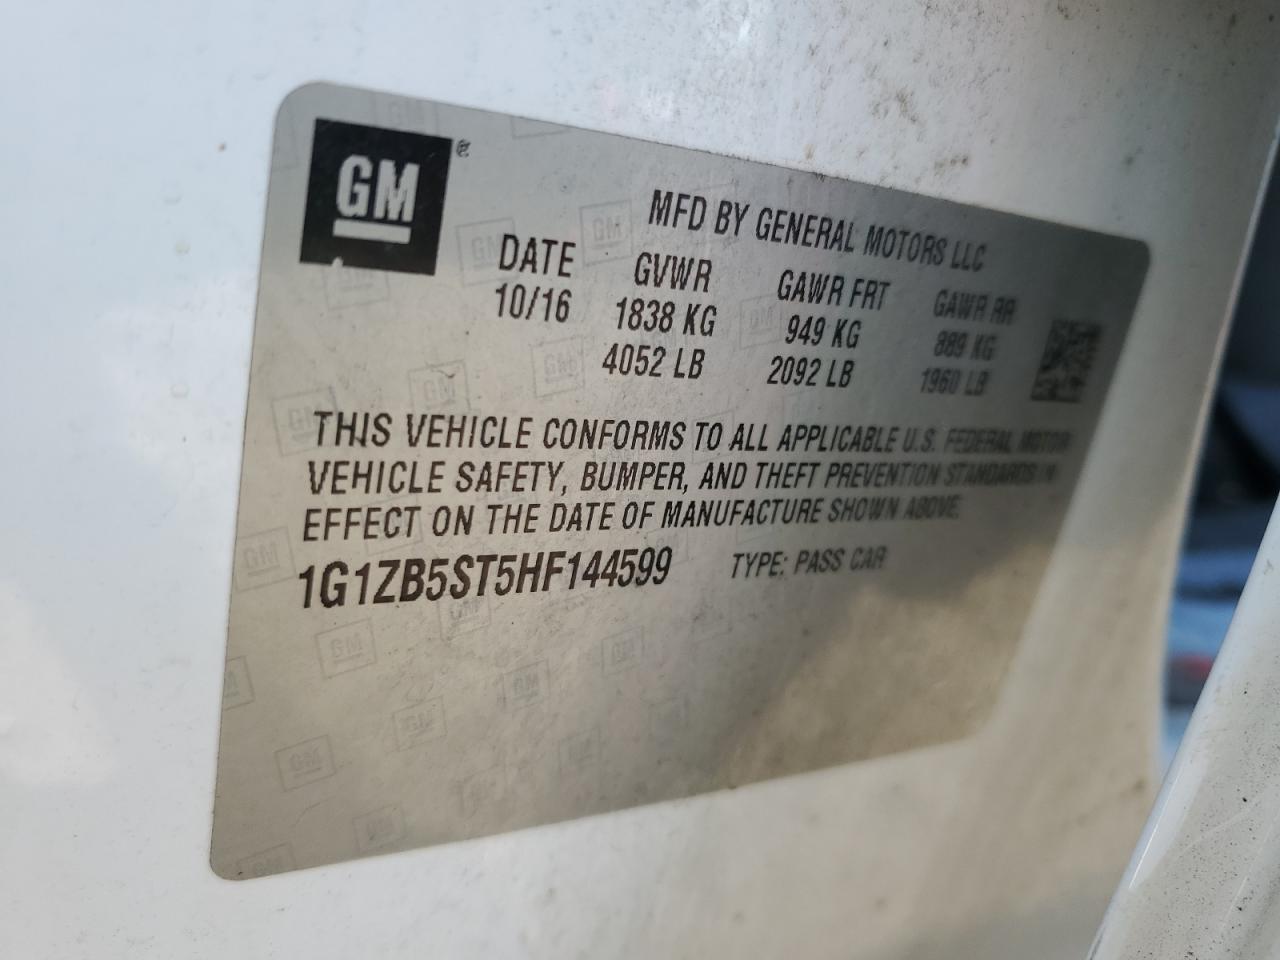 GM ®
MFD BY GENERAL MOTORS LLC
DATE GVWR GAWR FRT GAWR RR
10/16 1838 KG 949 KG 889 KG
4052 LB 2092 LB 1960 LB
THIS VEHICLE CONFORMS TO ALL APPLICABLE U.S. FEDERAL MOTOR
VEHICLE SAFETY, BUMPER, AND THEFT PREVENTION STANDARDS IN
EFFECT ON THE DATE OF MANUFACTURE SHOWN ABOVE.
1G1ZB5ST5HF144599 TYPE: PASS CAR